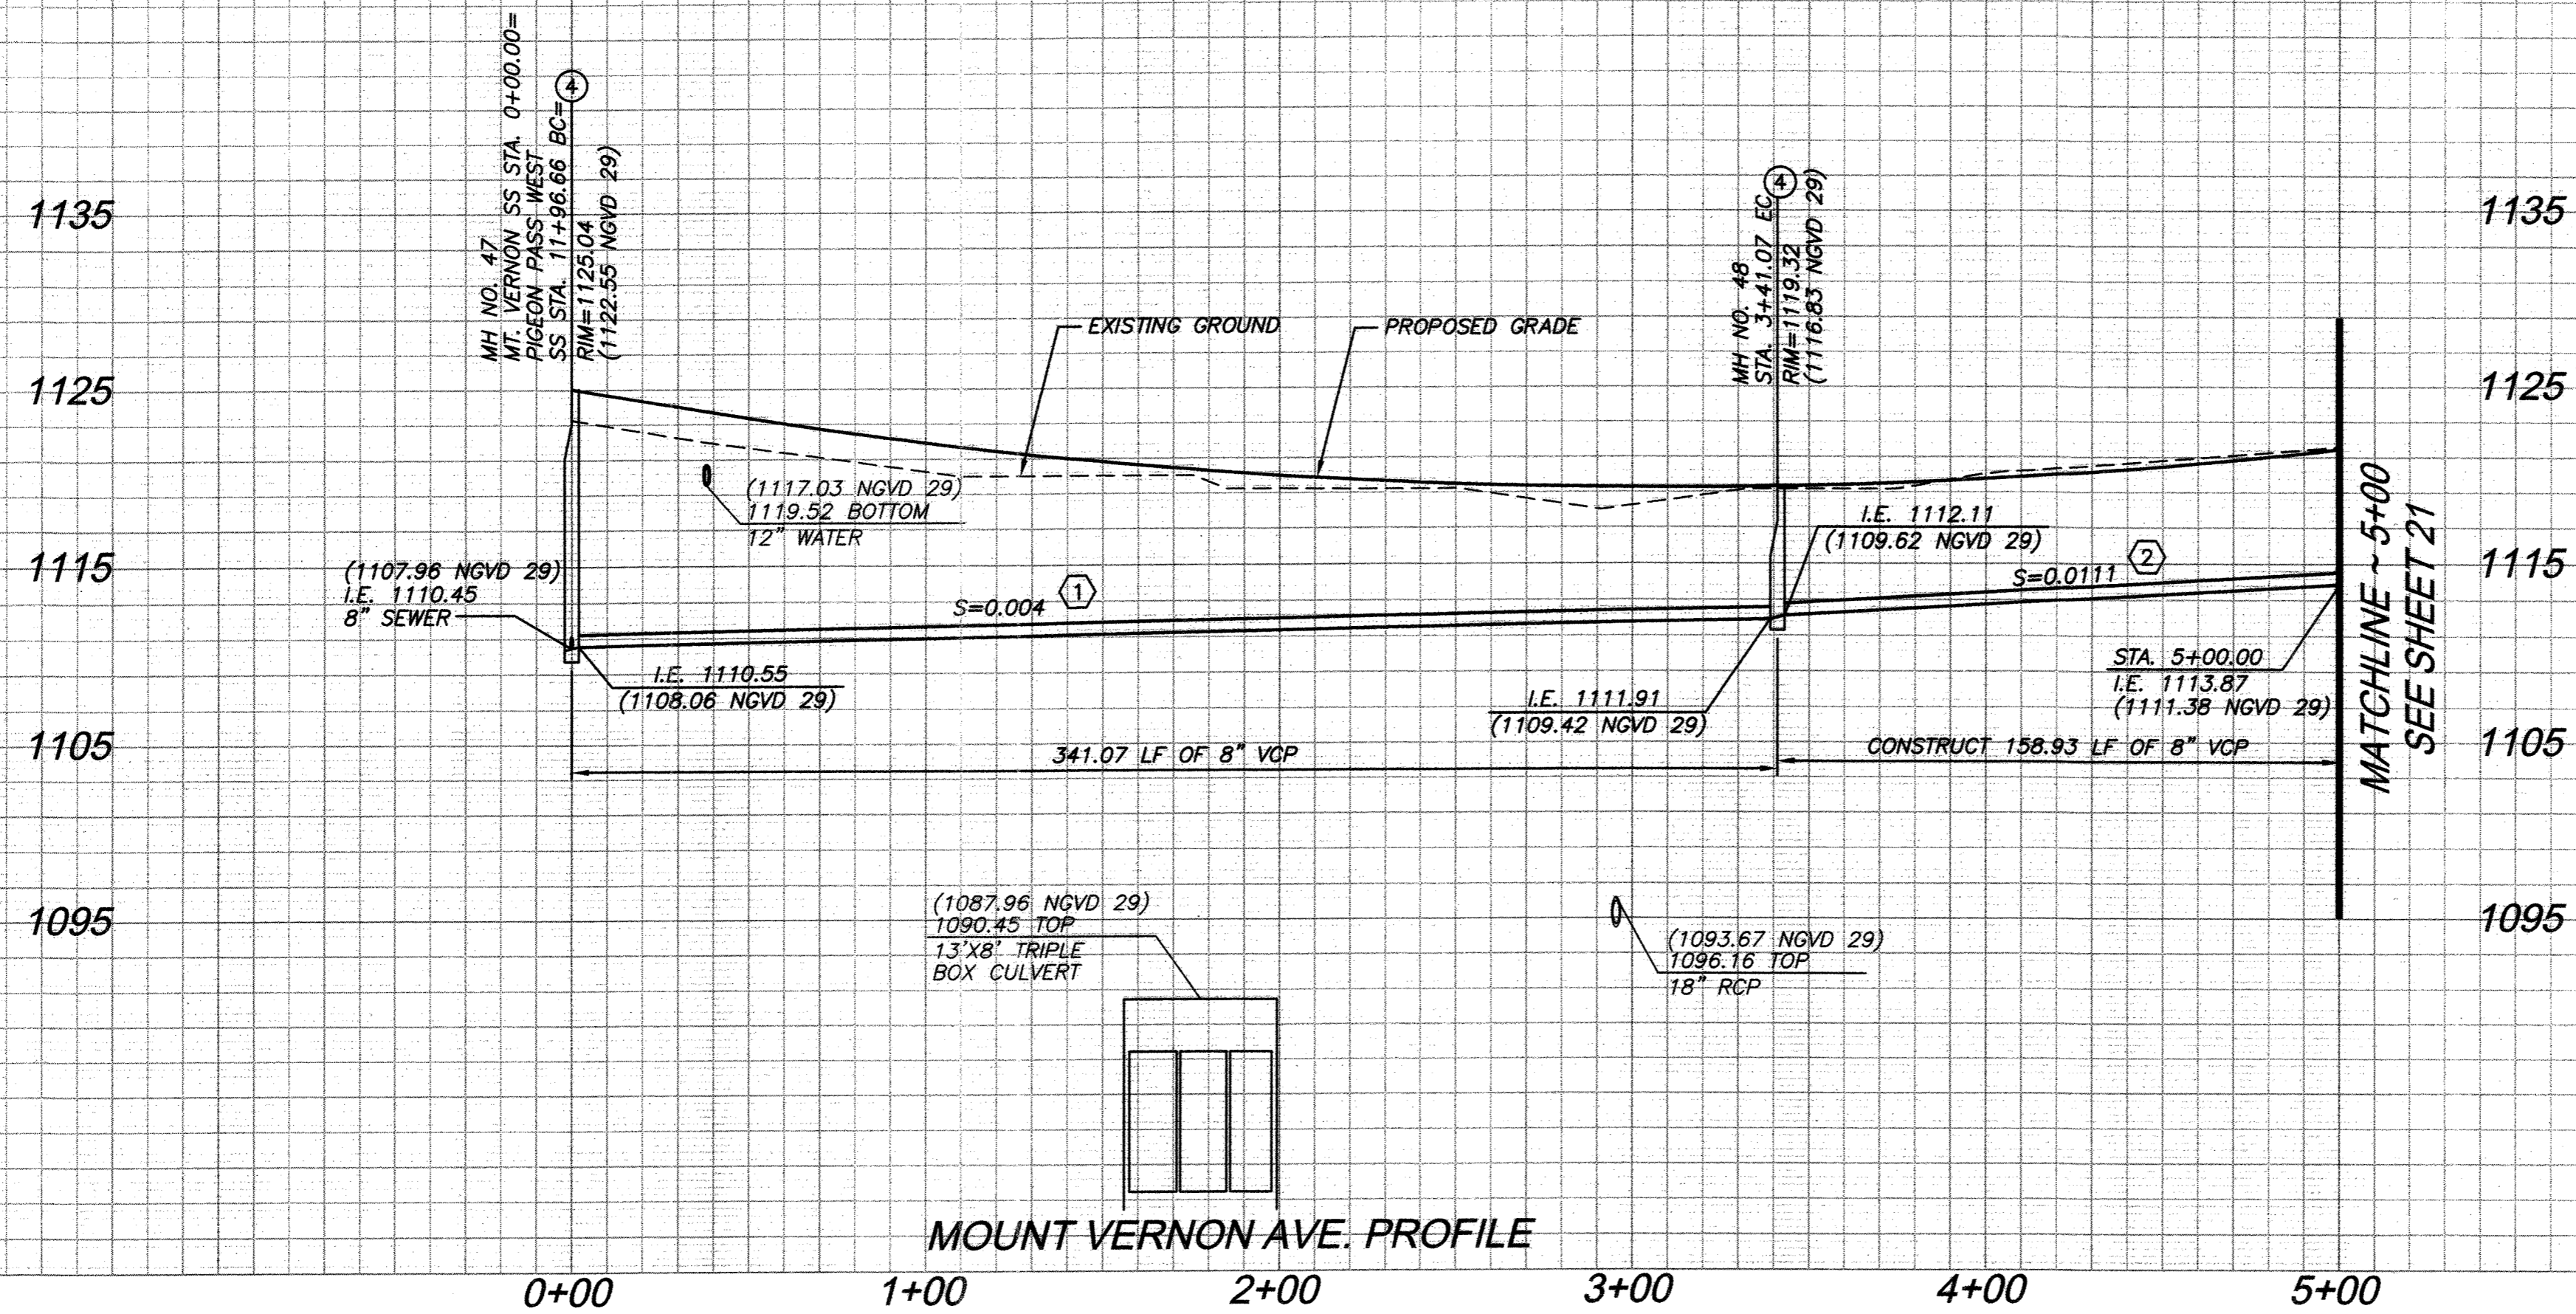 MH NO. 47
MT. VERNON SS STA. 0+00.00=
PIGEON PASS WEST
SS STA. 11+96.66 BC=
RIM=1125.04
(1122.55 NGVD 29)
4
MH NO. 48
STA. 3+41.07 EC
RIM=1119.32
(1116.83 NGVD 29)
4
1135
1135
1125
1125
1115
1115
1105
1105
1095
1095
EXISTING GROUND
PROPOSED GRADE
(1117.03 NGVD 29)
1119.52 BOTTOM
12" WATER
(1107.96 NGVD 29)
I.E. 1110.45
8" SEWER
I.E. 1110.55
(1108.06 NGVD 29)
S=0.004
1
I.E. 1112.11
(1109.62 NGVD 29)
S=0.0111
2
I.E. 1111.91
(1109.42 NGVD 29)
STA. 5+00.00
I.E. 1113.87
(1111.38 NGVD 29)
MATCHLINE ~ 5+00
SEE SHEET 21
341.07 LF OF 8" VCP
CONSTRUCT 158.93 LF OF 8" VCP
(1087.96 NGVD 29)
1090.45 TOP
13'X8' TRIPLE
BOX CULVERT
(1093.67 NGVD 29)
1096.16 TOP
18" RCP
MOUNT VERNON AVE. PROFILE
0+00
1+00
2+00
3+00
4+00
5+00